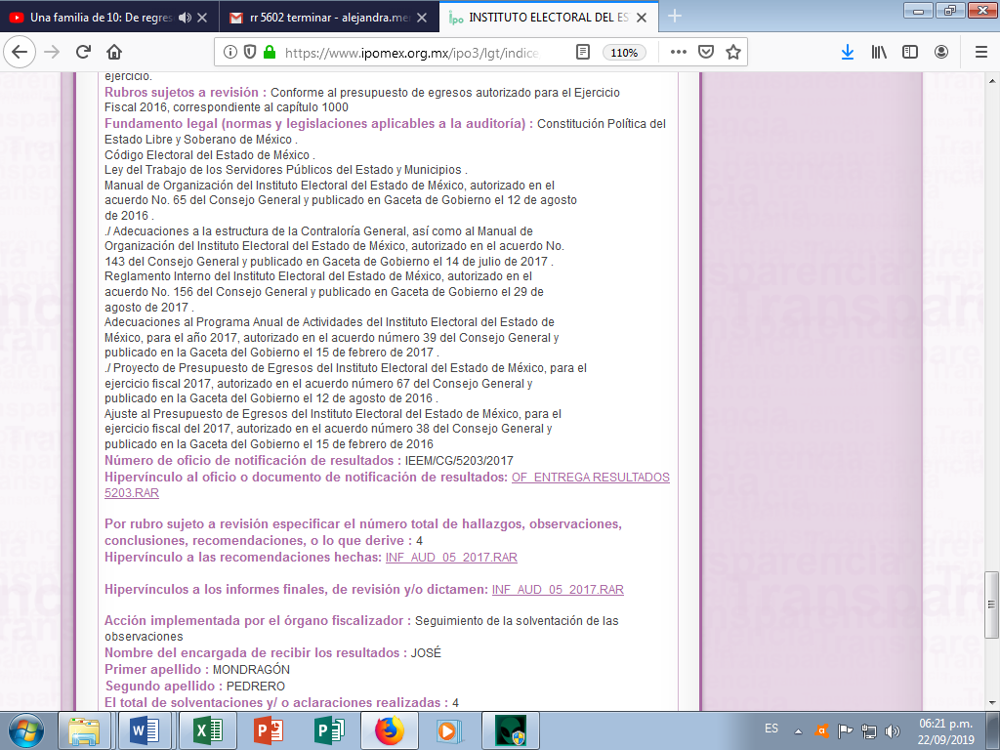 Una familia de 10: De regres
rr 5602 terminar - alejandra.me
ipo INSTITUTO ELECTORAL DEL ES
https://www.ipomex.org.mx/ipo3/lgt/indice
110%
ejercicio.
Rubros sujetos a revisión : Conforme al presupuesto de egresos autorizado para el Ejercicio
Fiscal 2016, correspondiente al capítulo 1000
Fundamento legal (normas y legislaciones aplicables a la auditoría) : Constitución Política del
Estado Libre y Soberano de México .
Código Electoral del Estado de México .
Ley del Trabajo de los Servidores Públicos del Estado y Municipios .
Manual de Organización del Instituto Electoral del Estado de México, autorizado en el
acuerdo No. 65 del Consejo General y publicado en Gaceta de Gobierno el 12 de agosto
de 2016 .
./ Adecuaciones a la estructura de la Contraloría General, así como al Manual de
Organización del Instituto Electoral del Estado de México, autorizado en el acuerdo No.
143 del Consejo General y publicado en Gaceta de Gobierno el 14 de julio de 2017 .
Reglamento Interno del Instituto Electoral del Estado de México, autorizado en el
acuerdo No. 156 del Consejo General y publicado en Gaceta de Gobierno el 29 de
agosto de 2017 .
Adecuaciones al Programa Anual de Actividades del Instituto Electoral del Estado de
México, para el año 2017, autorizado en el acuerdo número 39 del Consejo General y
publicado en la Gaceta del Gobierno el 15 de febrero de 2017 .
./ Proyecto de Presupuesto de Egresos del Instituto Electoral del Estado de México, para el
ejercicio fiscal 2017, autorizado en el acuerdo número 67 del Consejo General y
publicado en la Gaceta del Gobierno el 12 de agosto de 2016 .
Ajuste al Presupuesto de Egresos del Instituto Electoral del Estado de México, para el
ejercicio fiscal del 2017, autorizado en el acuerdo número 38 del Consejo General y
publicado en la Gaceta del Gobierno el 15 de febrero de 2016
Número de oficio de notificación de resultados : IEEM/CG/5203/2017
Hipervínculo al oficio o documento de notificación de resultados: OF_ENTREGA RESULTADOS
5203.RAR
Por rubro sujeto a revisión especificar el número total de hallazgos, observaciones,
conclusiones, recomendaciones, o lo que derive : 4
Hipervínculo a las recomendaciones hechas: INF_AUD_05_2017.RAR
Hipervínculos a los informes finales, de revisión y/o dictamen: INF_AUD_05_2017.RAR
Acción implementada por el órgano fiscalizador : Seguimiento de la solventación de las
observaciones
Nombre del encargada de recibir los resultados : JOSÉ
Primer apellido : MONDRAGÓN
Segundo apellido : PEDRERO
El total de solventaciones y/ o aclaraciones realizadas : 4
ES
06:21 p.m.
22/09/2019